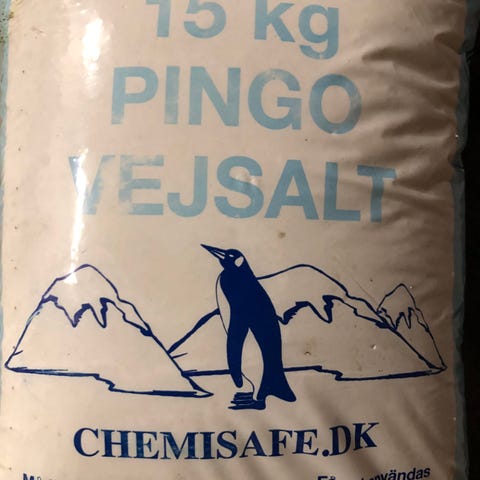 15 kg
PINGO
VEJSALT
CHEMISAFE.DK